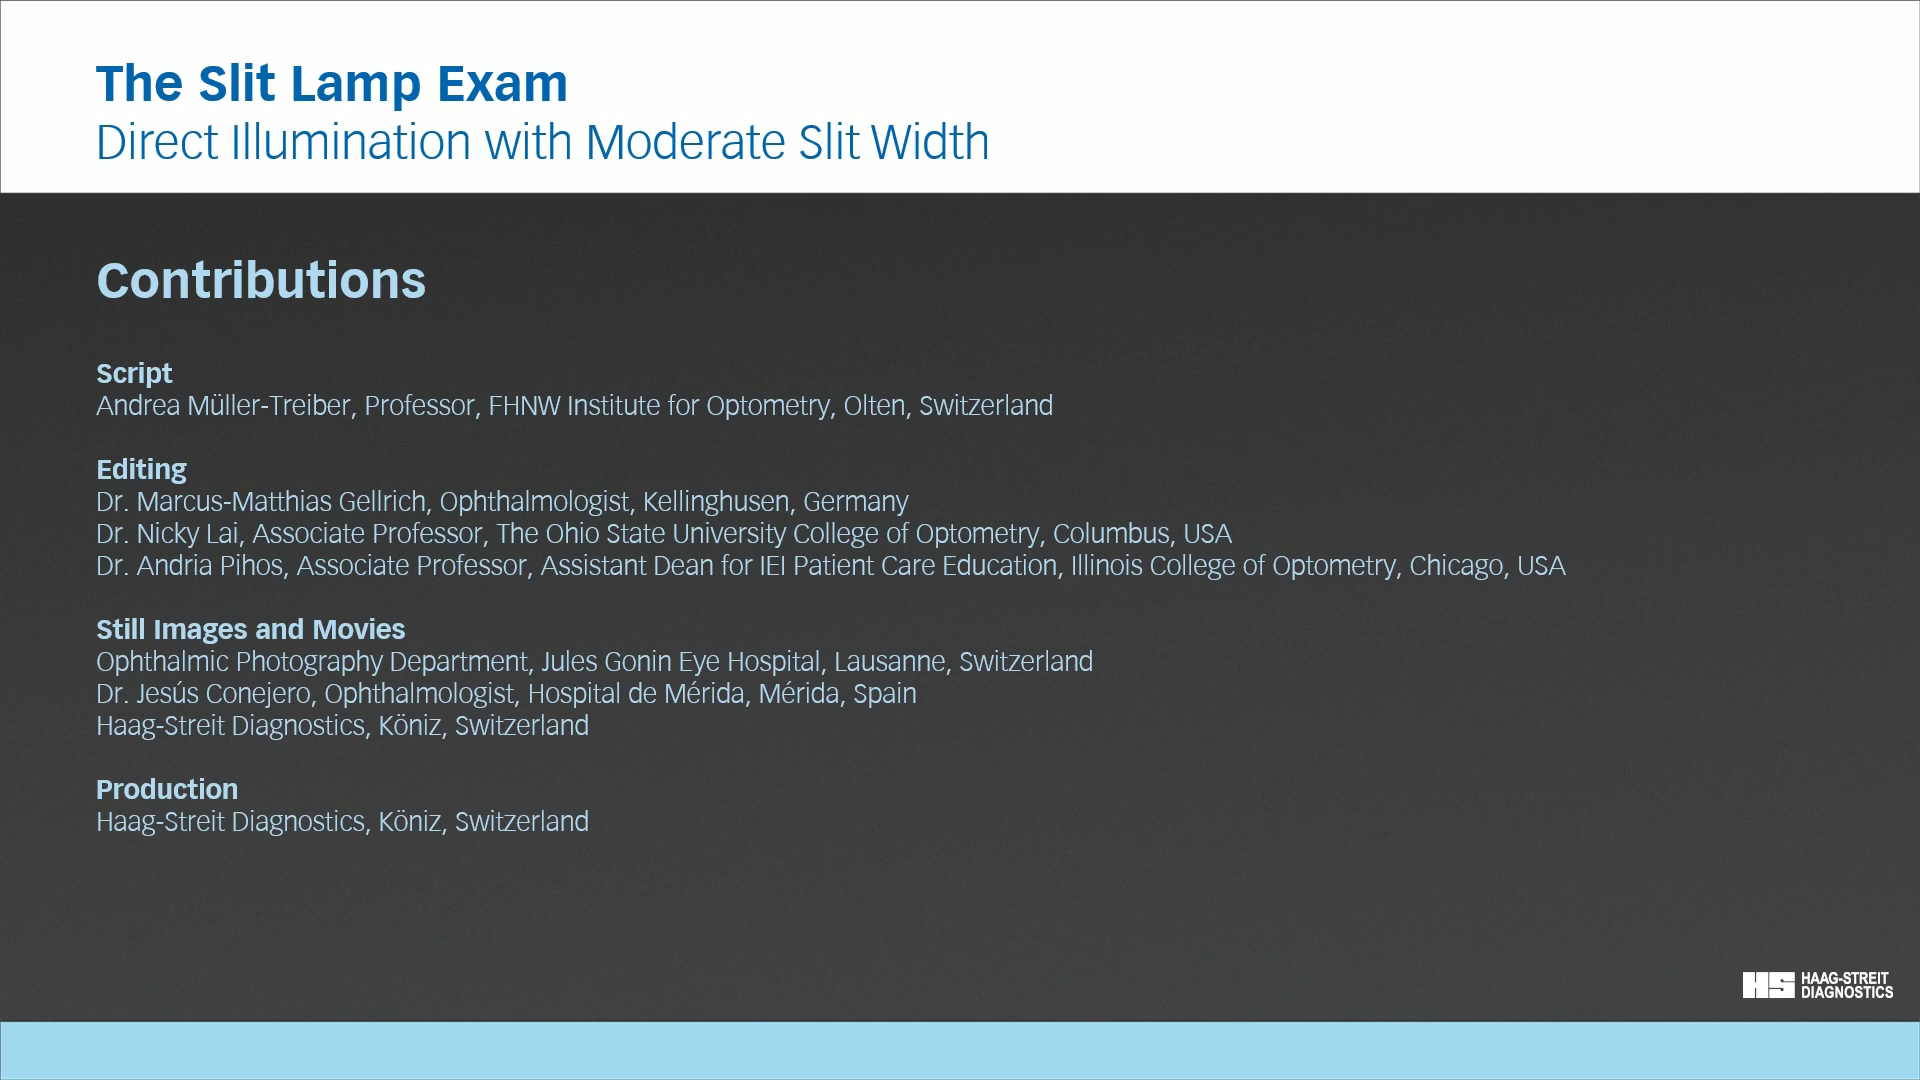 The Slit Lamp Exam
Direct Illumination with Moderate Slit Width
Contributions
Script
Andrea Müller-Treiber, Professor, FHNW Institute for Optometry, Olten, Switzerland
Editing
Dr. Marcus-Matthias Gellrich, Ophthalmologist, Kellinghusen, Germany
Dr. Nicky Lai, Associate Professor, The Ohio State University College of Optometry, Columbus, USA
Dr. Andria Pihos, Associate Professor, Assistant Dean for IEI Patient Care Education, Illinois College of Optometry, Chicago, USA
Still Images and Movies
Ophthalmic Photography Department, Jules Gonin Eye Hospital, Lausanne, Switzerland
Dr. Jesús Conejero, Ophthalmologist, Hospital de Mérida, Mérida, Spain
Haag-Streit Diagnostics, Köniz, Switzerland
Production
Haag-Streit Diagnostics, Köniz, Switzerland
HS HAAG-STREIT
DIAGNOSTICS